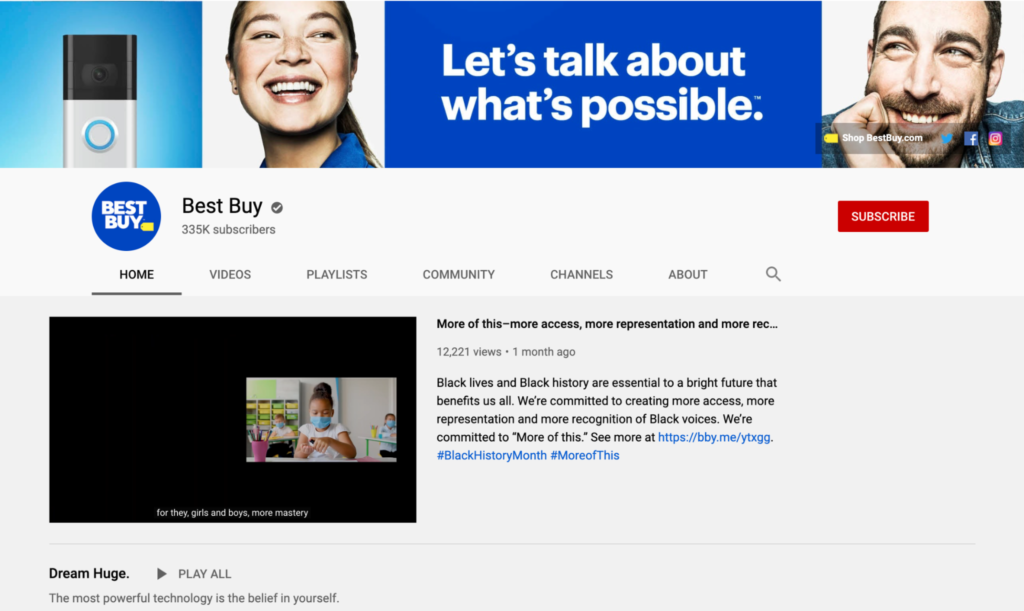 Let's talk about
what's possible.™
Shop BestBuy.com
BEST
BUY
Best Buy
335K subscribers
SUBSCRIBE
HOME VIDEOS PLAYLISTS COMMUNITY CHANNELS ABOUT
for they, girls and boys, more mastery
More of this–more access, more representation and more rec...
12,221 views • 1 month ago
Black lives and Black history are essential to a bright future that
benefits us all. We're committed to creating more access, more
representation and more recognition of Black voices. We're
committed to “More of this.” See more at https://bby.me/ytxgg.
#BlackHistoryMonth #MoreofThis
Dream Huge. PLAY ALL
The most powerful technology is the belief in yourself.